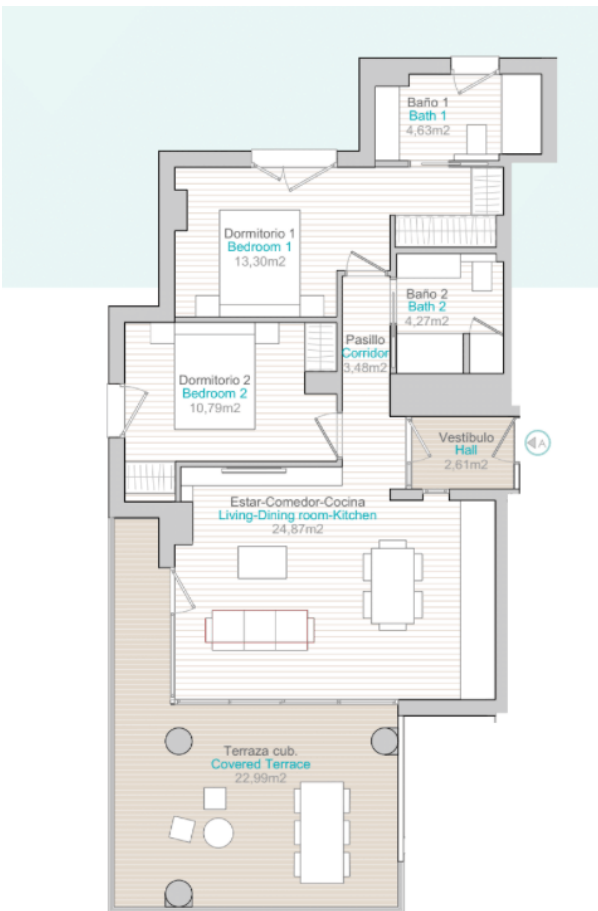 Baño 1
Bath 1
4,63m2
Dormitorio 1
Bedroom 1
13,30m2
Baño 2
Bath 2
4,27m2
Pasillo
Corridor
3,48m2
Dormitorio 2
Bedroom 2
10,79m2
Vestíbulo
Hall
2,61m2
A
Estar-Comedor-Cocina
Living-Dining room-Kitchen
24,87m2
Terraza cub.
Covered Terrace
22,99m2